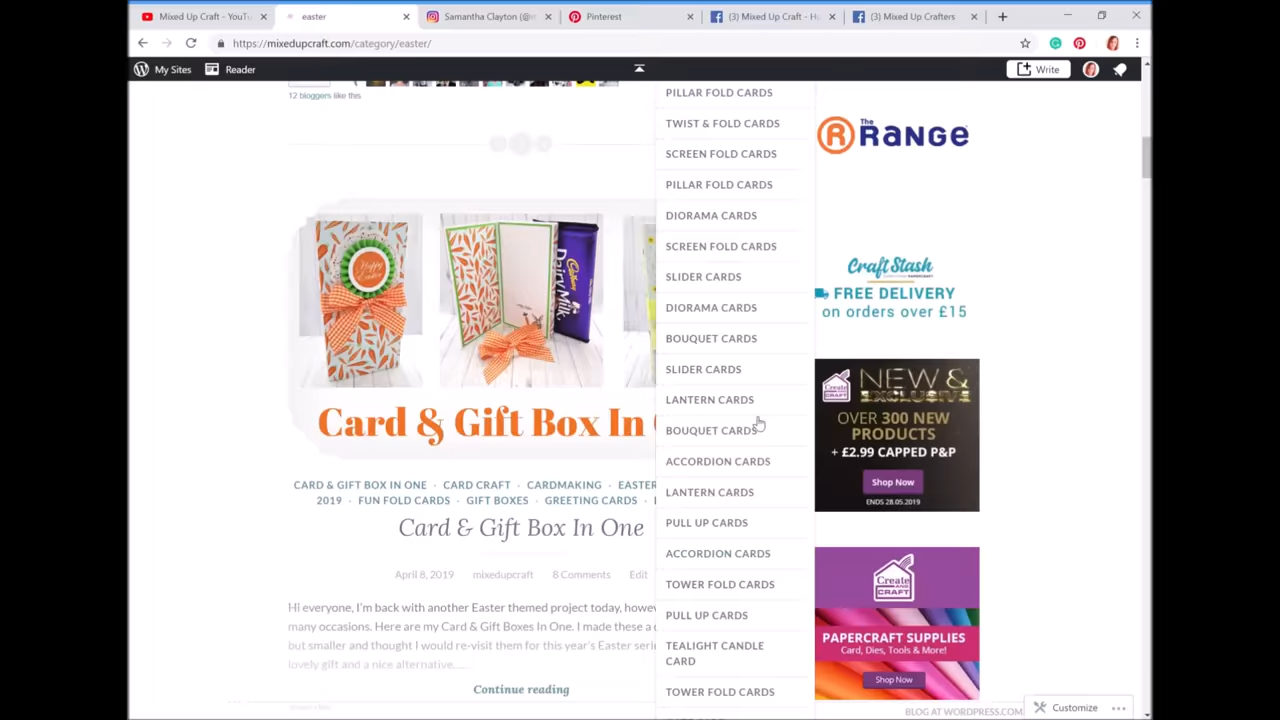 Mixed Up Craft - YouTu
easter
Samantha Clayton (@m
Pinterest
(3) Mixed Up Craft - H
(3) Mixed Up Crafters
https://mixedupcraft.com/category/easter/
My Sites
Reader
Write
12 bloggers like this.
PILLAR FOLD CARDS
TWIST & FOLD CARDS
SCREEN FOLD CARDS
PILLAR FOLD CARDS
DIORAMA CARDS
SCREEN FOLD CARDS
SLIDER CARDS
DIORAMA CARDS
BOUQUET CARDS
SLIDER CARDS
LANTERN CARDS
BOUQUET CARDS
ACCORDION CARDS
LANTERN CARDS
PULL UP CARDS
ACCORDION CARDS
TOWER FOLD CARDS
PULL UP CARDS
TEALIGHT CANDLE
CARD
TOWER FOLD CARDS
Happy
Easter
Cadbury
Dairy Milk
Card & Gift Box In
CARD & GIFT BOX IN ONE · CARD CRAFT · CARDMAKING · EASTER
2019 · FUN FOLD CARDS · GIFT BOXES · GREETING CARDS ·
Card & Gift Box In One
April 8, 2019 mixedupcraft 8 Comments Edit
Hi everyone, I'm back with another Easter themed project today, howev
many occasions. Here are my Card & Gift Boxes In One. I made these a
but smaller and thought I would re-visit them for this year's Easter seri
lovely gift and a nice alternative.....
Continue reading
The
RANGE
CraftStash
FREE DELIVERY
on orders over £15
Create
and
CRAFT
NEW &
EXCLUSIVE
OVER 300 NEW
PRODUCTS
+ £2.99 CAPPED P&P
Shop Now
ENDS 28.05.2019
Create
AND
CRAFT
PAPERCRAFT SUPPLIES
Card, Dies, Tools & More!
Shop Now
Customize
BLOG AT WORDPRESS.COM.